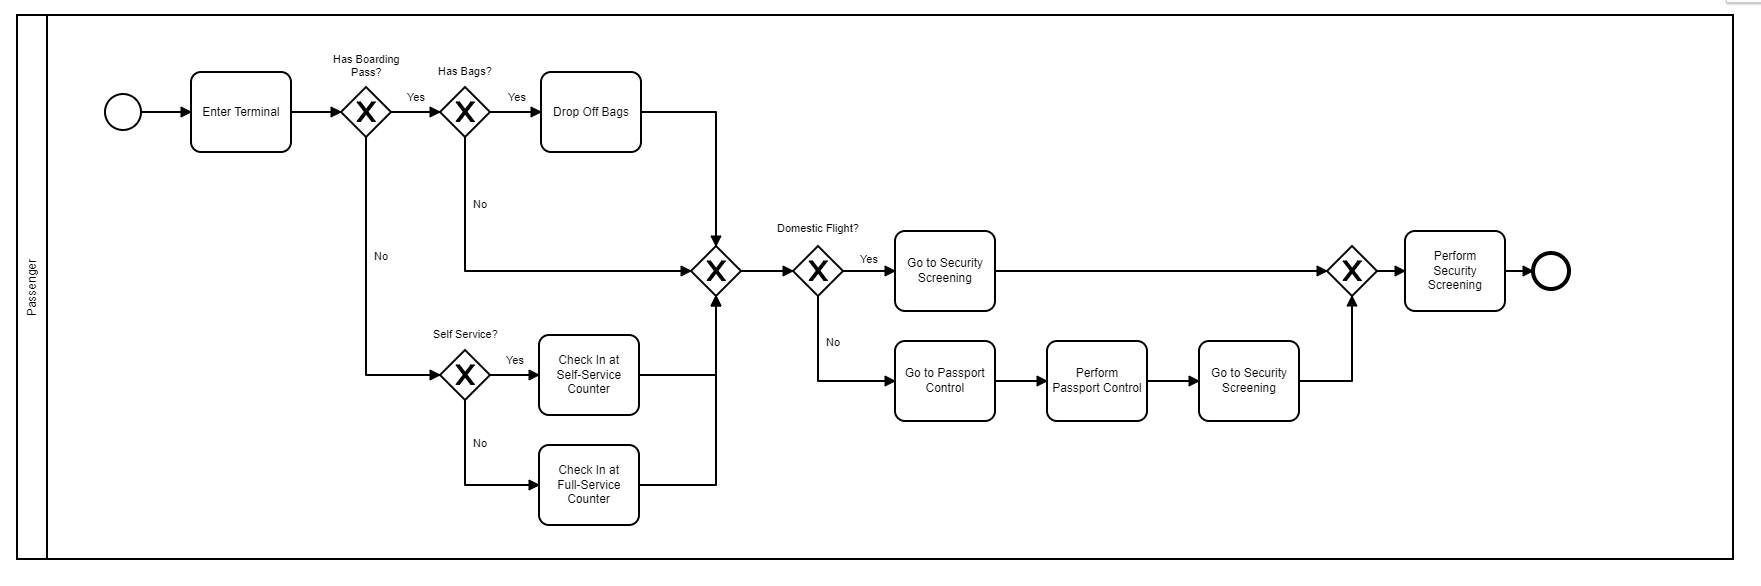 Passenger
Has Boarding
Pass?
Has Bags?
Enter Terminal
Yes
Yes
Drop Off Bags
No
No
Domestic Flight?
Yes
Go to Security
Screening
Perform
Security
Screening
Self Service?
Yes
Check In at
Self-Service
Counter
No
Go to Passport
Control
Perform
Passport Control
Go to Security
Screening
No
Check In at
Full-Service
Counter